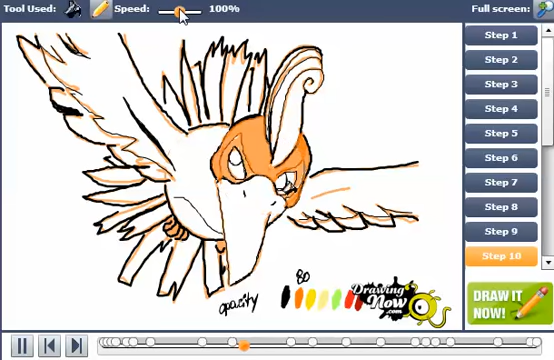 Tool Used: Speed: 100% Full screen:
Step 1
Step 2
Step 3
Step 4
Step 5
Step 6
Step 7
Step 8
Step 9
Step 10
80
opacity
Drawing
Now.com
DRAW IT
NOW!